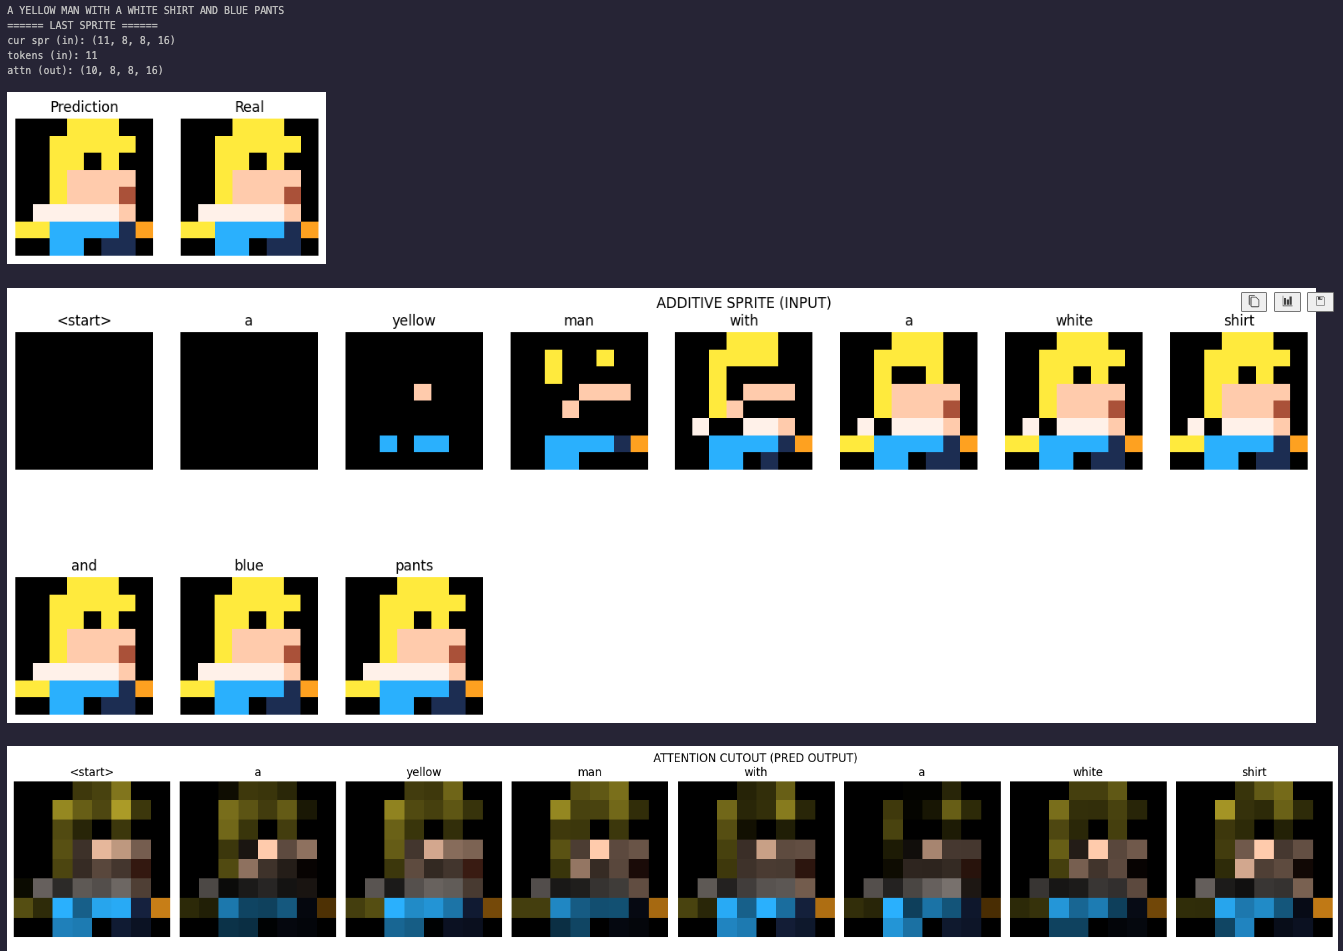 A YELLOW MAN WITH A WHITE SHIRT AND BLUE PANTS
====== LAST SPRITE ======
cur spr (in): (11, 8, 8, 16)
tokens (in): 11
attn (out): (10, 8, 8, 16)
Prediction Real
ADDITIVE SPRITE (INPUT)
<start> a yellow man with a white shirt
and blue pants
ATTENTION CUTOUT (PRED OUTPUT)
<start> a yellow man with a white shirt